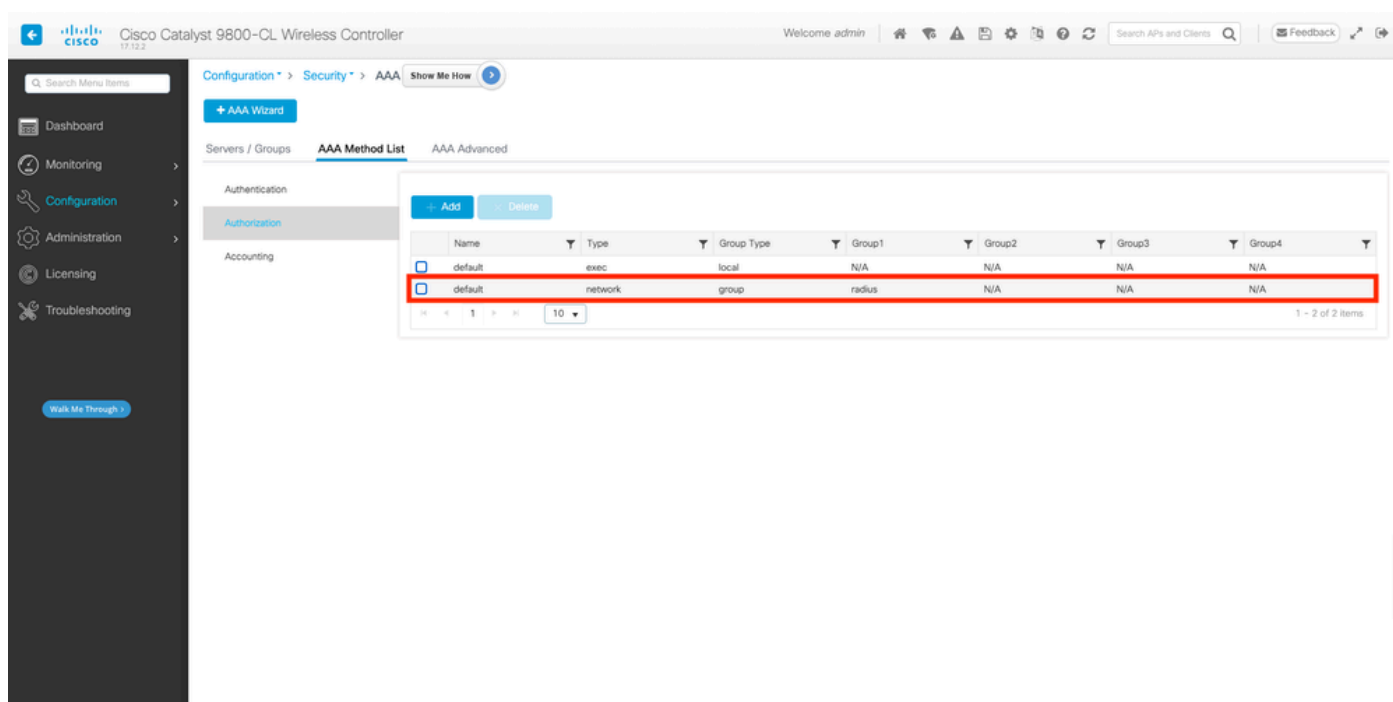 CISCO
Cisco Catalyst 9800-CL Wireless Controller
17.12.2
Welcome admin
Search APs and Clients
Feedback
Search Menu Items
Dashboard
Monitoring
Configuration
Administration
Licensing
Troubleshooting
Walk Me Through >
Configuration > Security > AAA Show Me How
+ AAA Wizard
Servers / Groups AAA Method List AAA Advanced
Authentication
Authorization
Accounting
+ Add × Delete
Name Type Group Type Group1 Group2 Group3 Group4
default exec local N/A N/A N/A N/A
default network group radius N/A N/A N/A
1 10 1 - 2 of 2 items